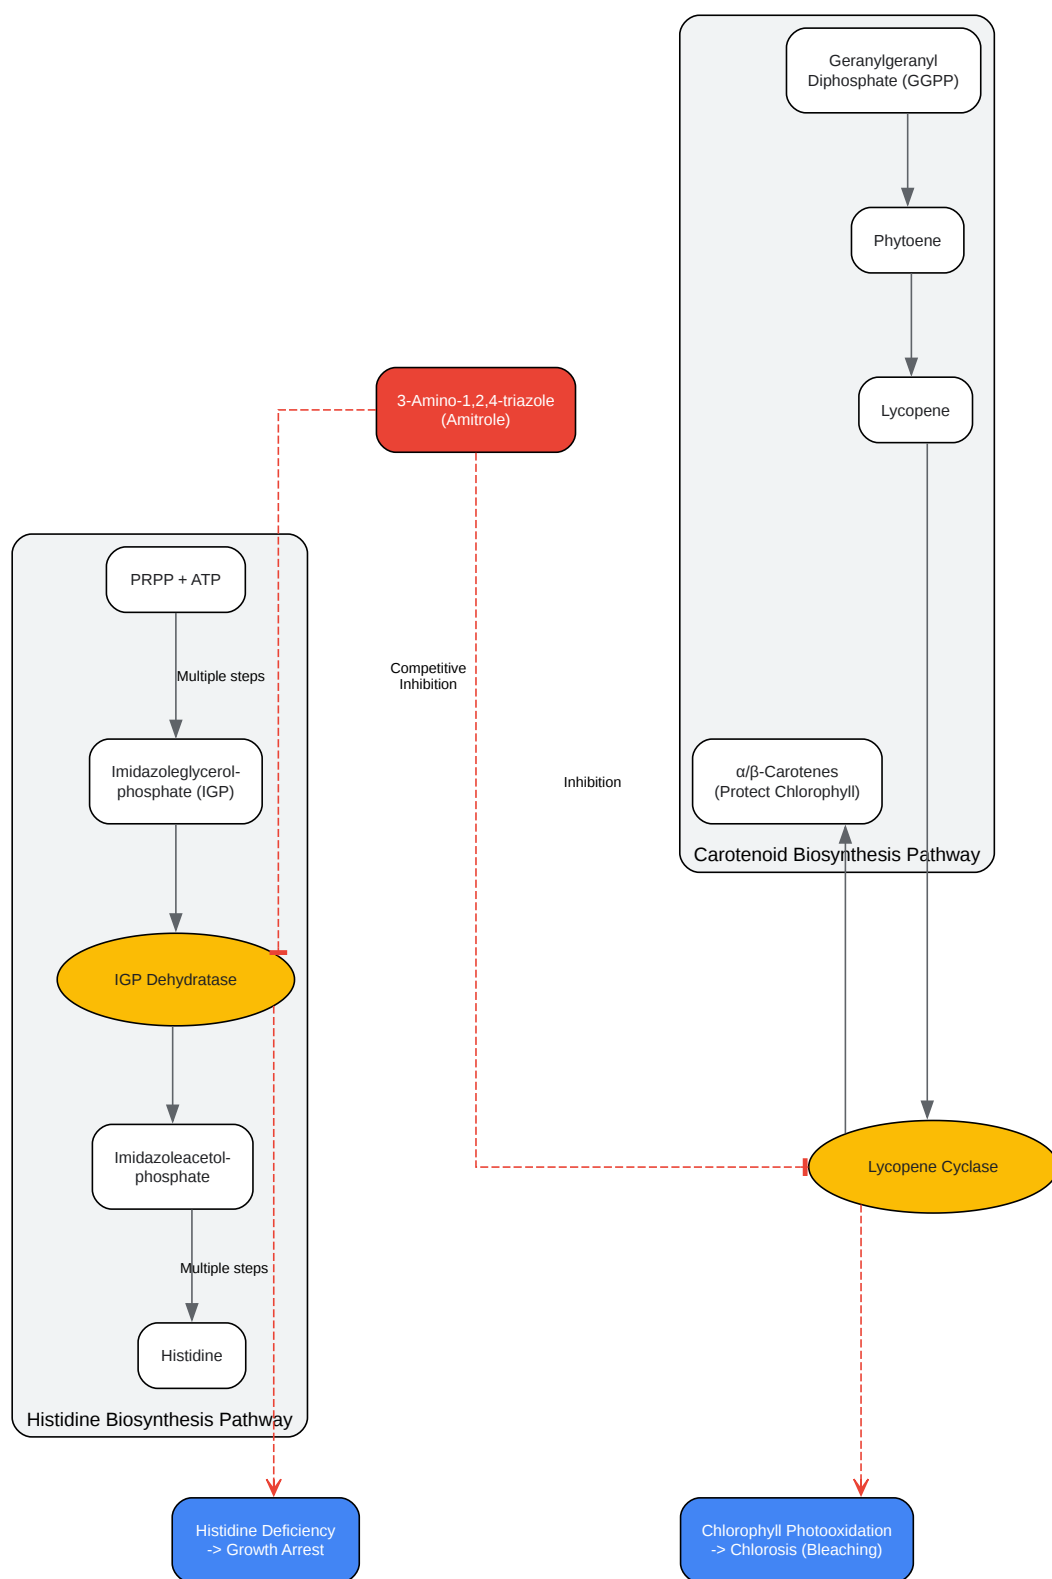 Geranylgeranyl
Diphosphate (GGPP)
Phytoene
3-Amino-1,2,4-triazole
(Amitrole)
Lycopene
PRPP + ATP
Multiple steps
Competitive
Inhibition
Imidazoleglycerol-
phosphate (IGP)
Inhibition
α/β-Carotenes
(Protect Chlorophyll)
Carotenoid Biosynthesis Pathway
IGP Dehydratase
Imidazoleacetol-
phosphate
Lycopene Cyclase
Multiple steps
Histidine
Histidine Biosynthesis Pathway
Histidine Deficiency
-> Growth Arrest
Chlorophyll Photooxidation
-> Chlorosis (Bleaching)